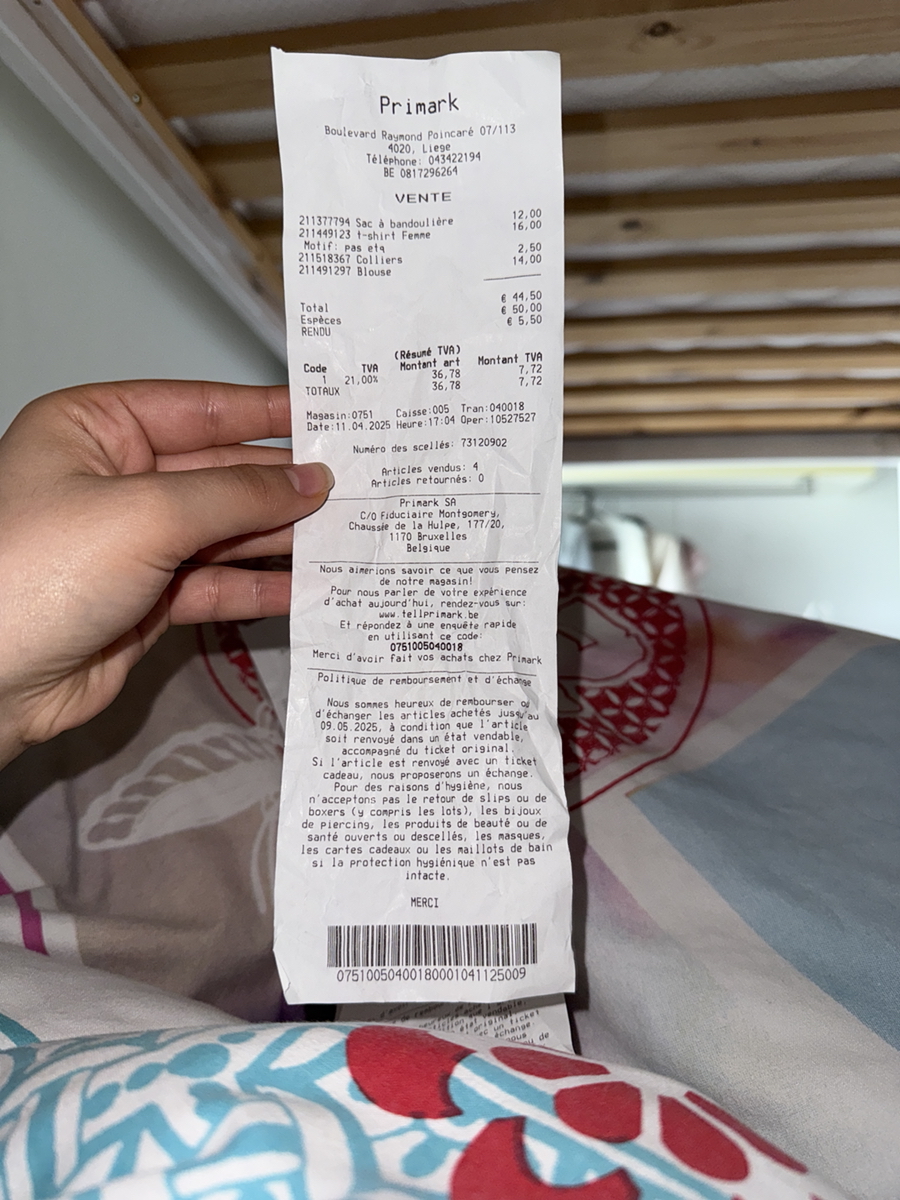 Primark
Boulevard Raymond Poincaré 07/113
4020, Liege
Téléphone: 043422194
BE 0817296264
VENTE
211377794 Sac à bandoulière 12,00
211449123 t-shirt Femme 16,00
Motif: pas etq
211518367 Colliers 2,50
211491297 Blouse 14,00
Total € 44,50
Espèces € 50,00
RENDU € 5,50
(Résumé TVA)
Code TVA Montant art Montant TVA
1 21,00% 36,78 7,72
TOTAUX 36,78 7,72
Magasin:0751 Caisse:005 Tran:040018
Date:11.04.2025 Heure:17:04 Oper:10527527
Numéro des scellés: 73120902
Articles vendus: 4
Articles retournés: 0
Primark SA
C/O Fiduciaire Montgomery,
Chaussée de la Hulpe, 177/20,
1170 Bruxelles
Belgique
Nous aimerions savoir ce que vous pensez
de notre magasin!
Pour nous parler de votre expérience
d'achat aujourd'hui, rendez-vous sur:
www.tellprimark.be
Et répondez à une enquête rapide
en utilisant ce code:
0751005040018
Merci d'avoir fait vos achats chez Primark
Politique de remboursement et d'échange
Nous sommes heureux de rembourser ou
d'échanger les articles achetés jusqu'au
09.05.2025, à condition que l'article
soit renvoyé dans un état vendable,
accompagné du ticket original.
Si l'article est renvoyé avec un ticket
cadeau, nous proposerons un échange.
Pour des raisons d'hygiène, nous
n'acceptons pas le retour de slips ou de
boxers (y compris les lots), les bijoux
de piercing, les produits de beauté ou de
santé ouverts ou descellés, les masques,
les cartes cadeaux ou les maillots de bain
si la protection hygiénique n'est pas
intacte.
MERCI
07510050400180001041125009
vendable,
original.
ticket
échange.
nous
de